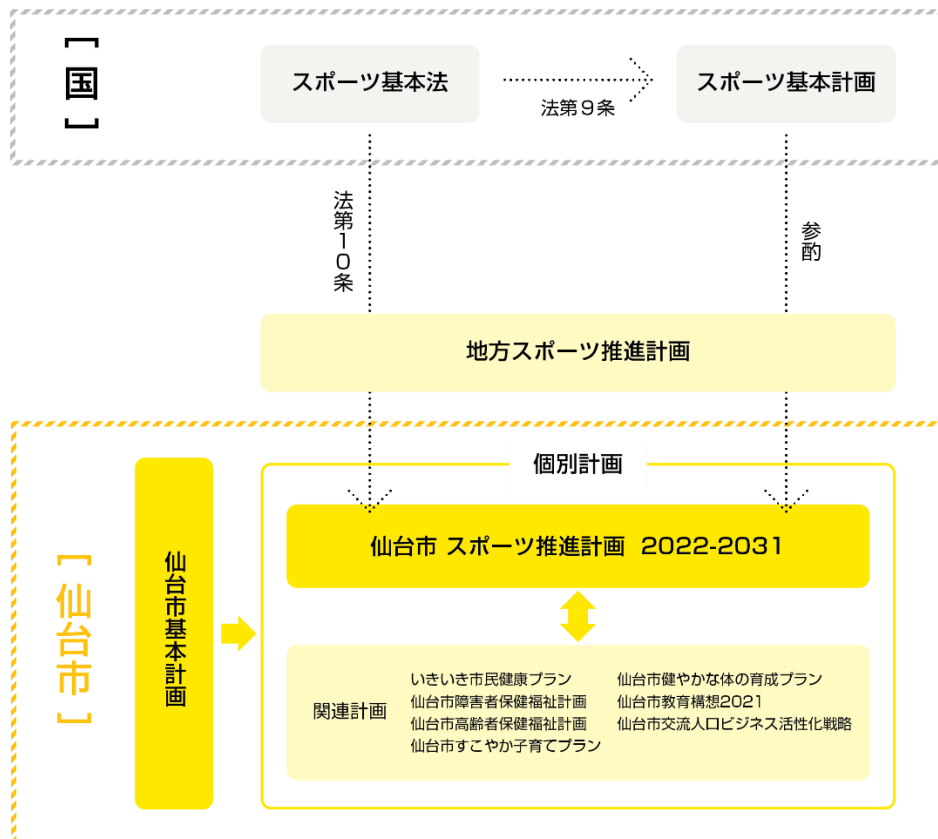 ［国］
スポーツ基本法
法第９条
スポーツ基本計画
法第１０条
参酌
地方スポーツ推進計画
［仙台市］
仙台市基本計画
個別計画
仙台市 スポーツ推進計画 2022-2031
関連計画
いきいき市民健康プラン
仙台市障害者保健福祉計画
仙台市高齢者保健福祉計画
仙台市すこやか子育てプラン
仙台市健やかな体の育成プラン
仙台市教育構想2021
仙台市交流人口ビジネス活性化戦略